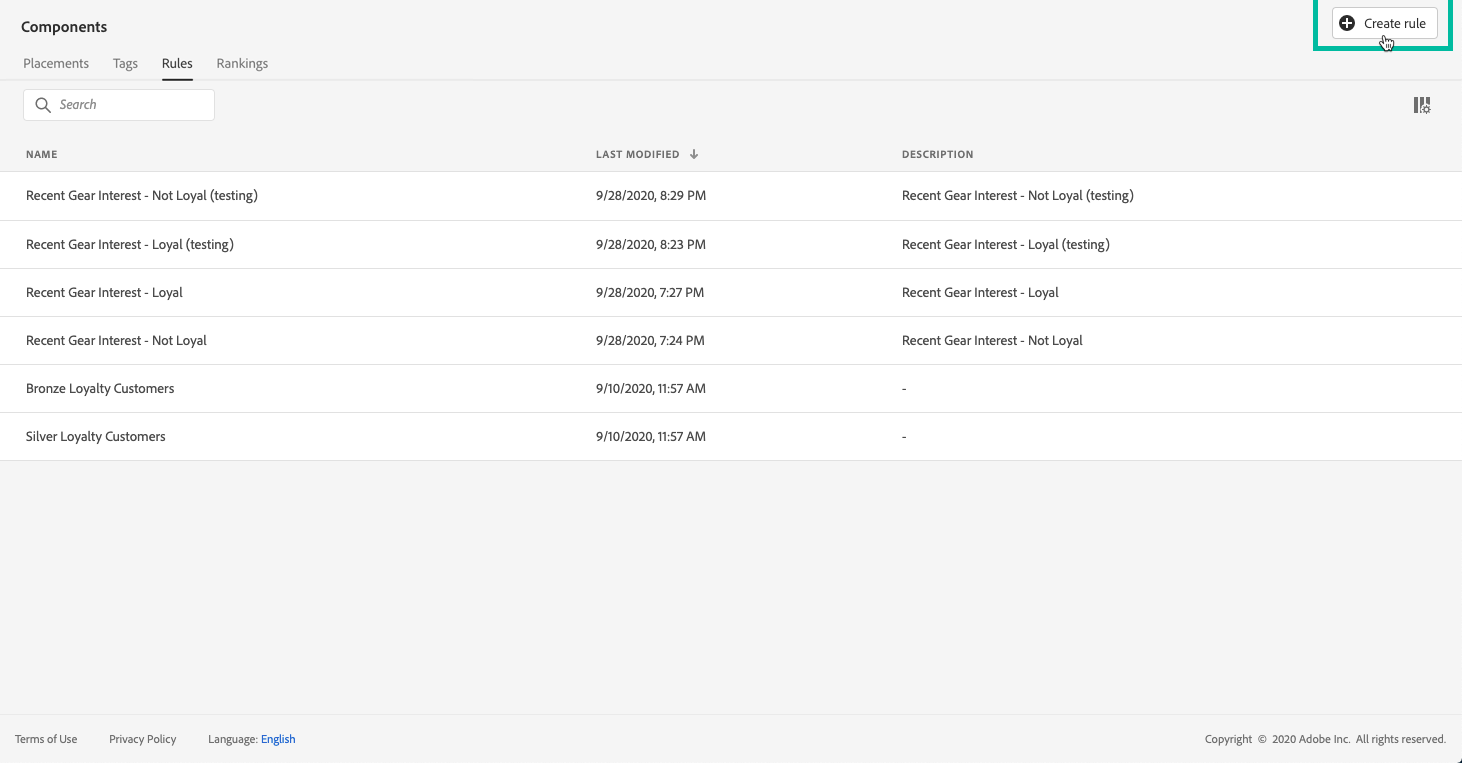 Components
Create rule
Placements Tags Rules Rankings
Search
NAME LAST MODIFIED DESCRIPTION
Recent Gear Interest - Not Loyal (testing) 9/28/2020, 8:29 PM Recent Gear Interest - Not Loyal (testing)
Recent Gear Interest - Loyal (testing) 9/28/2020, 8:23 PM Recent Gear Interest - Loyal (testing)
Recent Gear Interest - Loyal 9/28/2020, 7:27 PM Recent Gear Interest - Loyal
Recent Gear Interest - Not Loyal 9/28/2020, 7:24 PM Recent Gear Interest - Not Loyal
Bronze Loyalty Customers 9/10/2020, 11:57 AM -
Silver Loyalty Customers 9/10/2020, 11:57 AM -
Terms of Use Privacy Policy Language: English Copyright © 2020 Adobe Inc. All rights reserved.